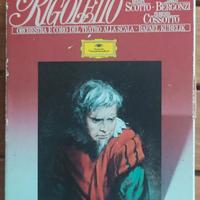 RIGOLETTO
SCOTTO · BERGONZI
COSSOTTO
ORCHESTRA E CORO DEL TEATRO ALLA SCALA · RAFAEL KUBELIK